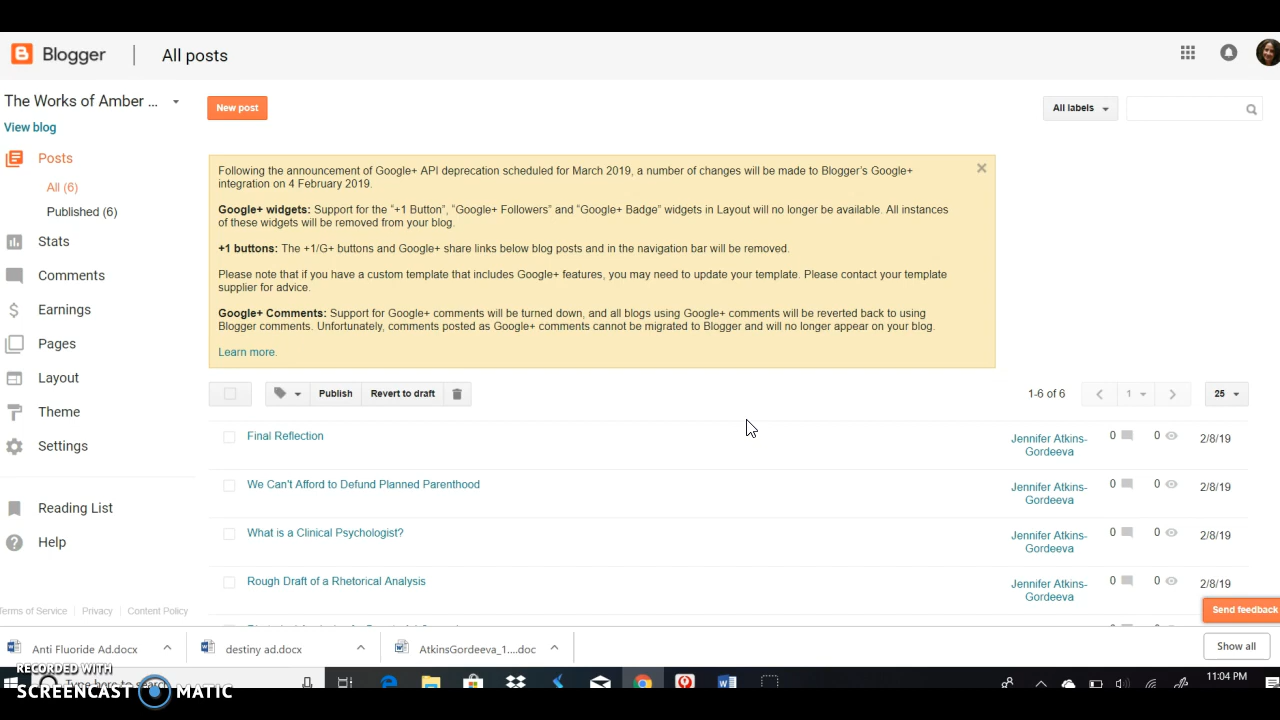 Blogger
All posts
The Works of Amber ...
View blog
New post
All labels
Posts
All (6)
Published (6)
Stats
Comments
Earnings
Pages
Layout
Theme
Settings
Reading List
Help
Terms of Service
Privacy
Content Policy
Following the announcement of Google+ API deprecation scheduled for March 2019, a number of changes will be made to Blogger's Google+
integration on 4 February 2019.
Google+ widgets: Support for the "+1 Button", "Google+ Followers" and "Google+ Badge" widgets in Layout will no longer be available. All instances
of these widgets will be removed from your blog.
+1 buttons: The +1/G+ buttons and Google+ share links below blog posts and in the navigation bar will be removed.
Please note that if you have a custom template that includes Google+ features, you may need to update your template. Please contact your template
supplier for advice.
Google+ Comments: Support for Google+ comments will be turned down, and all blogs using Google+ comments will be reverted back to using
Blogger comments. Unfortunately, comments posted as Google+ comments cannot be migrated to Blogger and will no longer appear on your blog.
Learn more.
Publish
Revert to draft
1-6 of 6
1
25
Final Reflection
Jennifer Atkins-
Gordeeva
0
0
2/8/19
We Can't Afford to Defund Planned Parenthood
Jennifer Atkins-
Gordeeva
0
0
2/8/19
What is a Clinical Psychologist?
Jennifer Atkins-
Gordeeva
0
0
2/8/19
Rough Draft of a Rhetorical Analysis
Jennifer Atkins-
Gordeeva
0
0
2/8/19
Send feedback
Anti Fluoride Ad.docx
destiny ad.docx
AtkinsGordeeva_1....doc
Show all
Type here to search
11:04 PM
RECORDED WITH
SCREENCAST MATIC